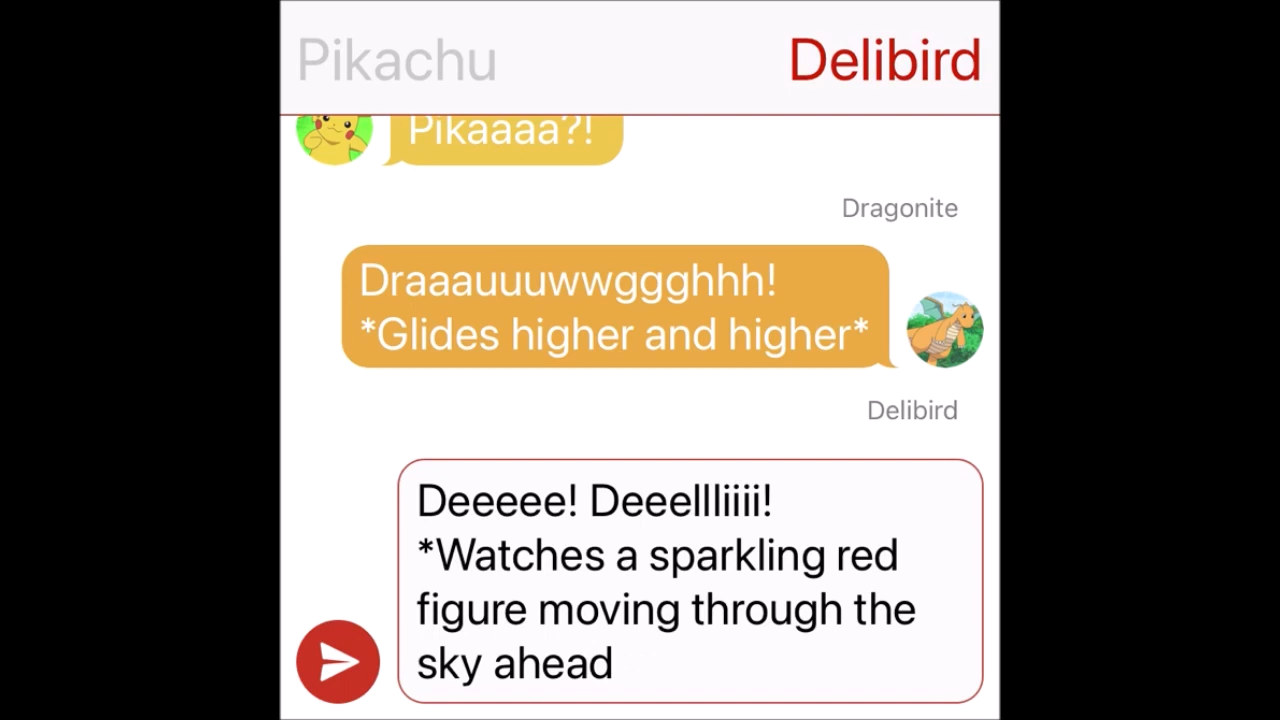 Pikachu Delibird
Pikaaaa?!
Dragonite
Draaauuuwwggghhh!
*Glides higher and higher*
Delibird
Deeeee! Deeellliiii!
*Watches a sparkling red
figure moving through the
sky ahead